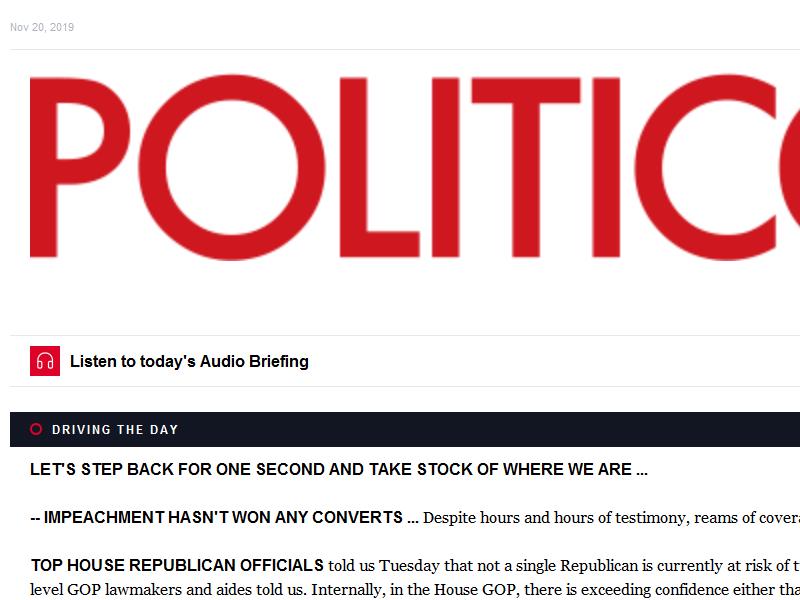 Nov 20, 2019
POLITICO
Listen to today's Audio Briefing
DRIVING THE DAY
LET'S STEP BACK FOR ONE SECOND AND TAKE STOCK OF WHERE WE ARE ...
-- IMPEACHMENT HASN'T WON ANY CONVERTS ... Despite hours and hours of testimony, reams of
TOP HOUSE REPUBLICAN OFFICIALS told us Tuesday that not a single Republican is currently at risk of
level GOP lawmakers and aides told us. Internally, in the House GOP, there is exceeding confidence either